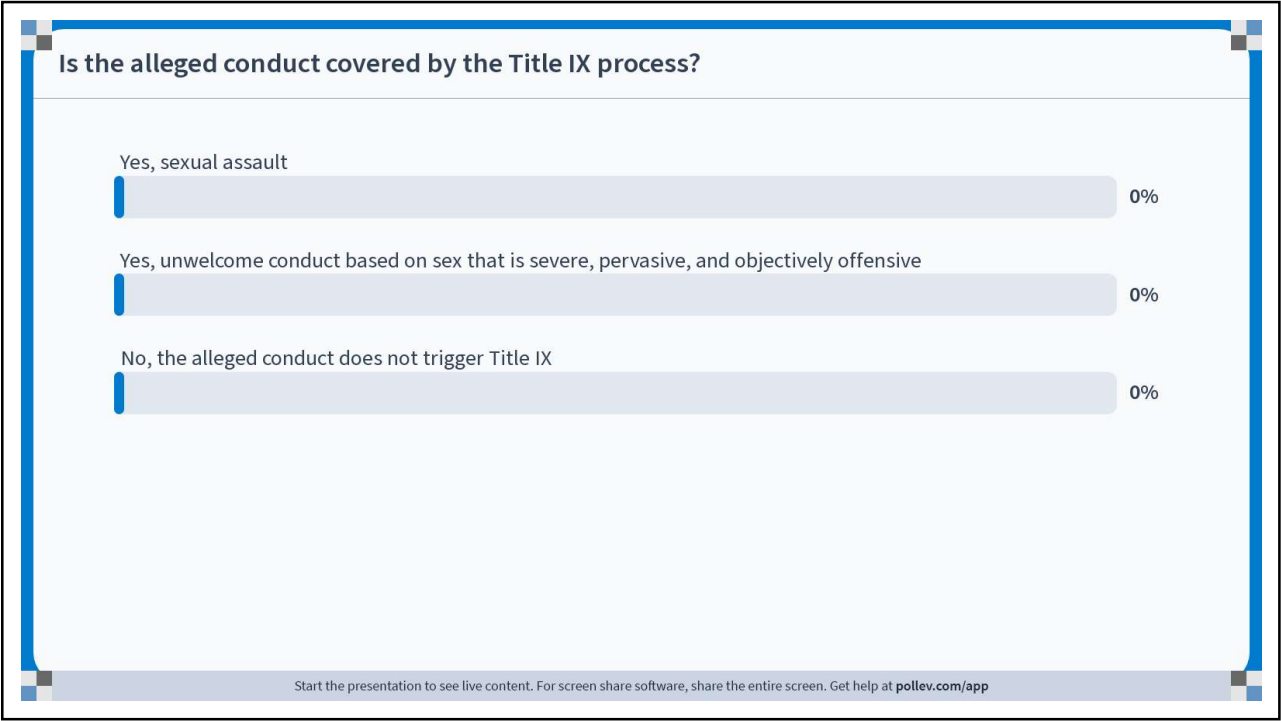 Is the alleged conduct covered by the Title IX process?
Yes, sexual assault
0%
Yes, unwelcome conduct based on sex that is severe, pervasive, and objectively offensive
0%
No, the alleged conduct does not trigger Title IX
0%
Start the presentation to see live content. For screen share software, share the entire screen. Get help at pollev.com/app